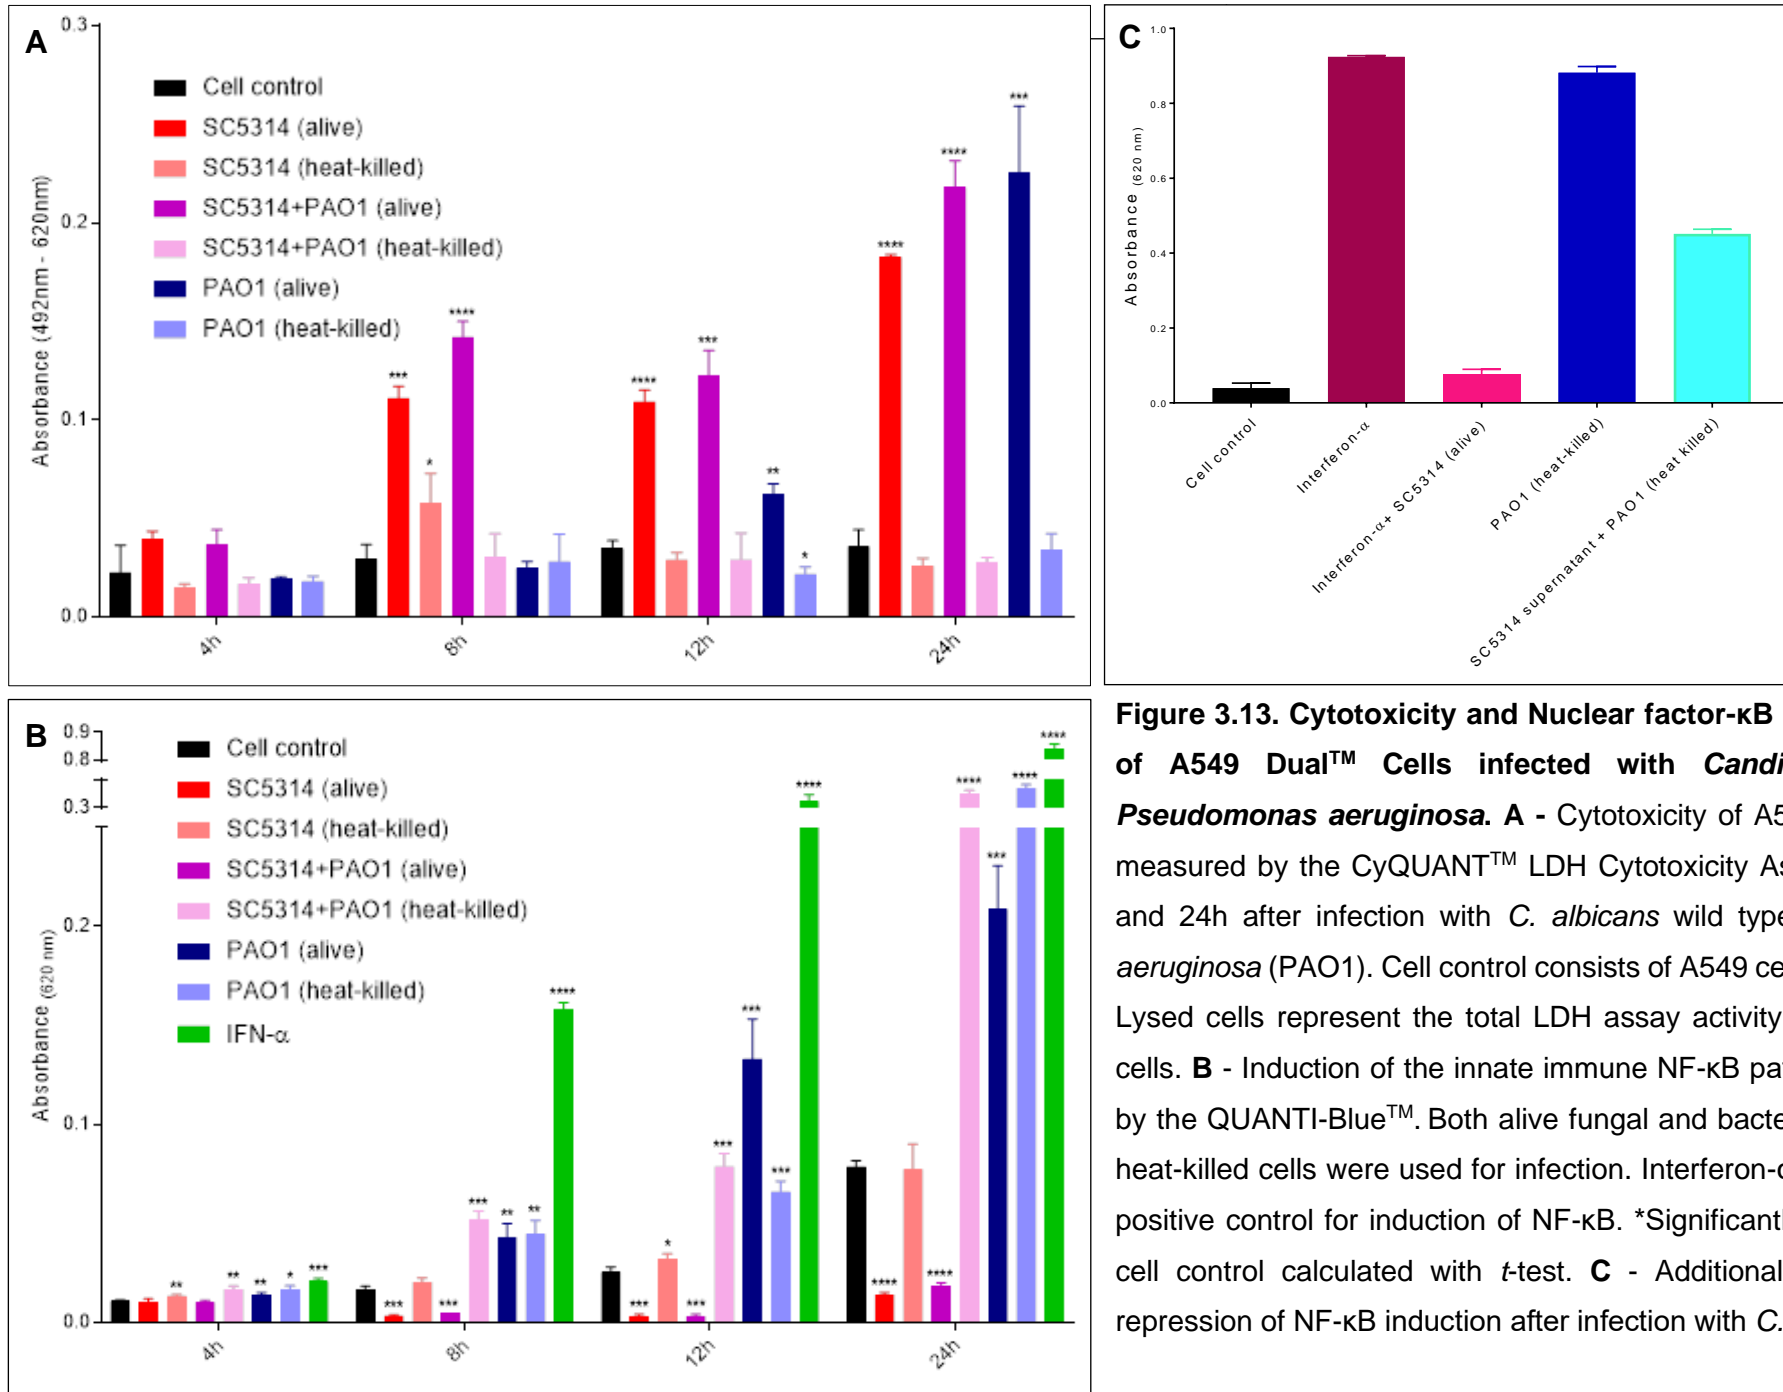 A
0.3
0.2
0.1
0.0
Absorbance (492nm - 620nm)
Cell control
SC5314 (alive)
SC5314 (heat-killed)
SC5314+PAO1 (alive)
SC5314+PAO1 (heat-killed)
PAO1 (alive)
PAO1 (heat-killed)
*** * **** **** *** ** * **** **** ***
4h 8h 12h 24h
C
1.0
0.8
0.6
0.4
0.2
0.0
Absorbance (620 nm)
Cell control
Interferon-α
Interferon-α+ SC5314 (alive)
PAO1 (heat-killed)
SC5314 supernatant + PAO1 (heat killed)
B
0.9
0.8
0.3
0.2
0.1
0.0
Absorbance (620 nm)
Cell control
SC5314 (alive)
SC5314 (heat-killed)
SC5314+PAO1 (alive)
SC5314+PAO1 (heat-killed)
PAO1 (alive)
PAO1 (heat-killed)
IFN-α
** ** ** * *** *** *** *** ** ** **** *** * *** *** *** *** **** **** **** **** *** **** ****
4h 8h 12h 24h
Figure 3.13. Cytotoxicity and Nuclear factor-κB
of A549 Dual™ Cells infected with Candi
Pseudomonas aeruginosa. A - Cytotoxicity of A5
measured by the CyQUANT™ LDH Cytotoxicity As
and 24h after infection with C. albicans wild type
aeruginosa (PAO1). Cell control consists of A549 ce
Lysed cells represent the total LDH assay activity
cells. B - Induction of the innate immune NF-κB pa
by the QUANTI-Blue™. Both alive fungal and bacte
heat-killed cells were used for infection. Interferon-
positive control for induction of NF-κB. *Significant
cell control calculated with t-test. C - Additional
repression of NF-κB induction after infection with C.